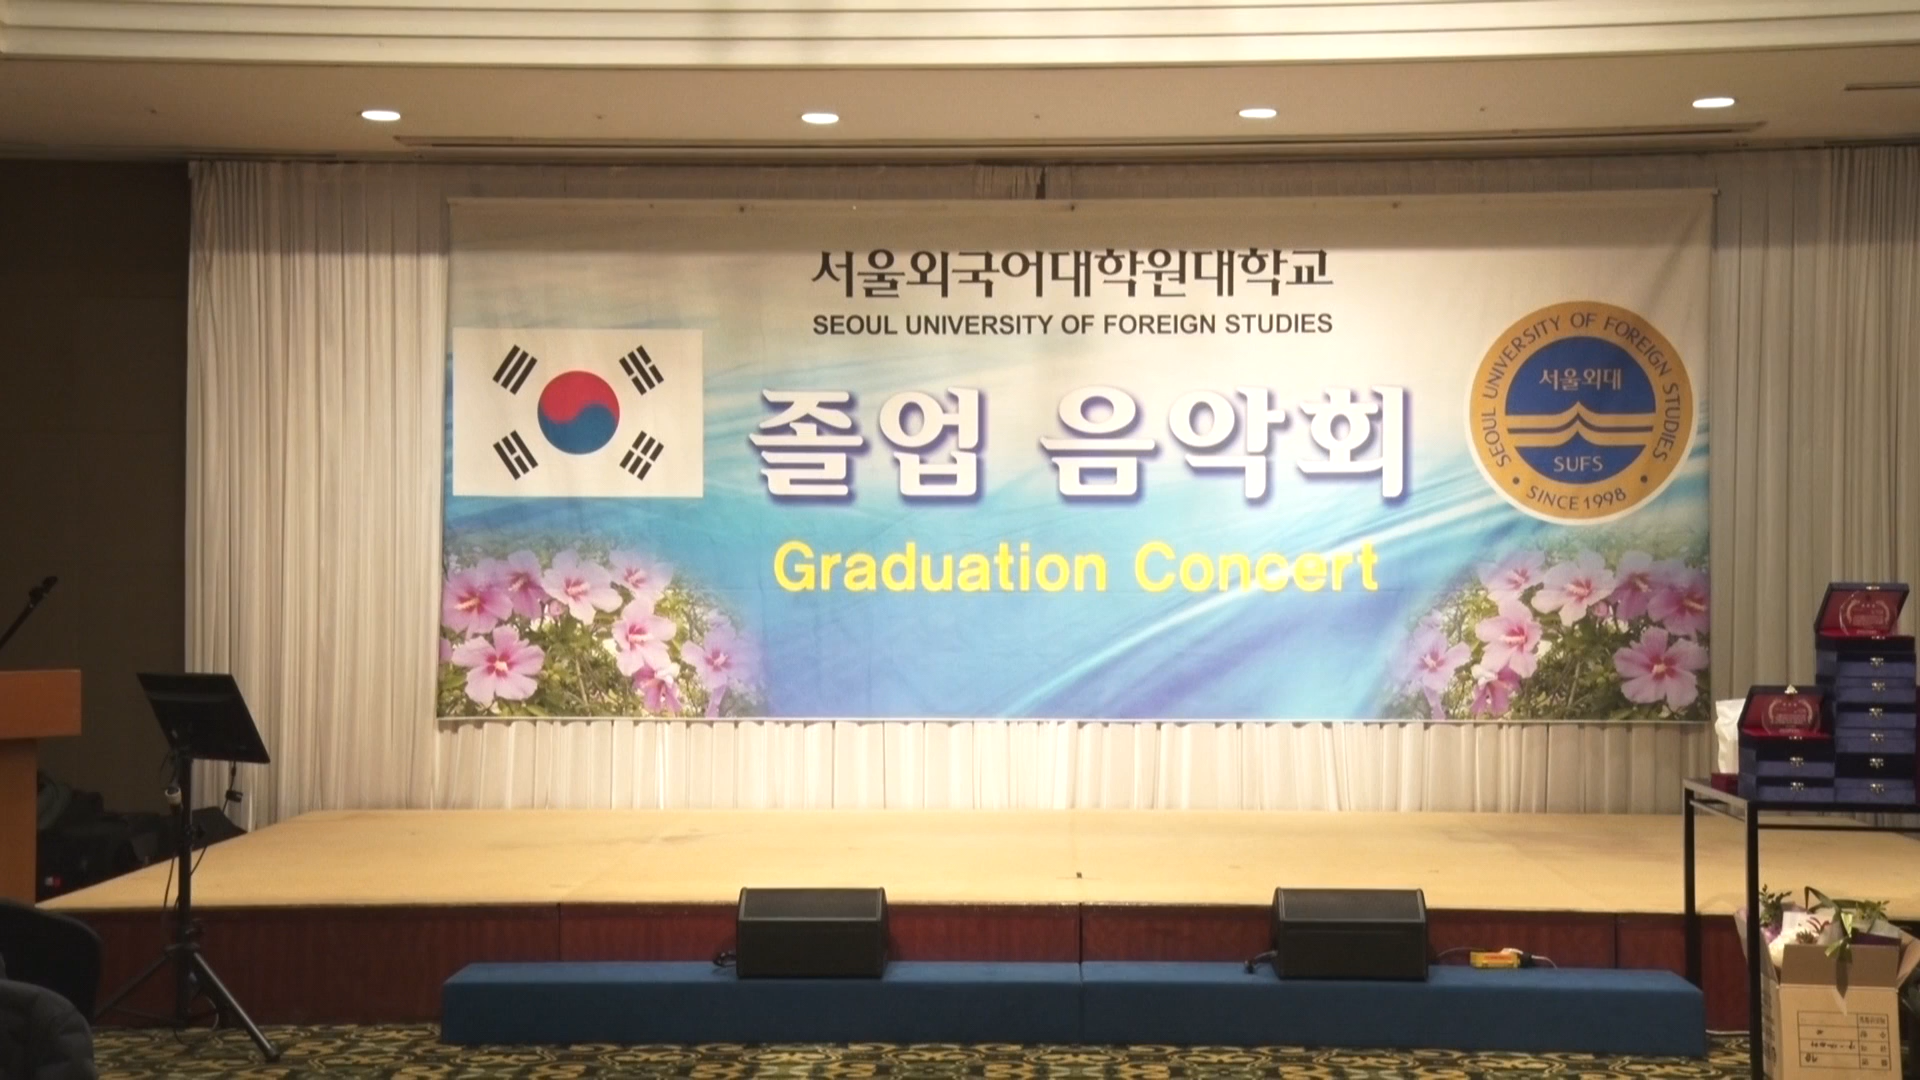 서울외국어대학원대학교
SEOUL UNIVERSITY OF FOREIGN STUDIES
졸업 음악회
Graduation Concert
SEOUL UNIVERSITY OF FOREIGN STUDIES
서울외대
SUFS
• SINCE 1998 •